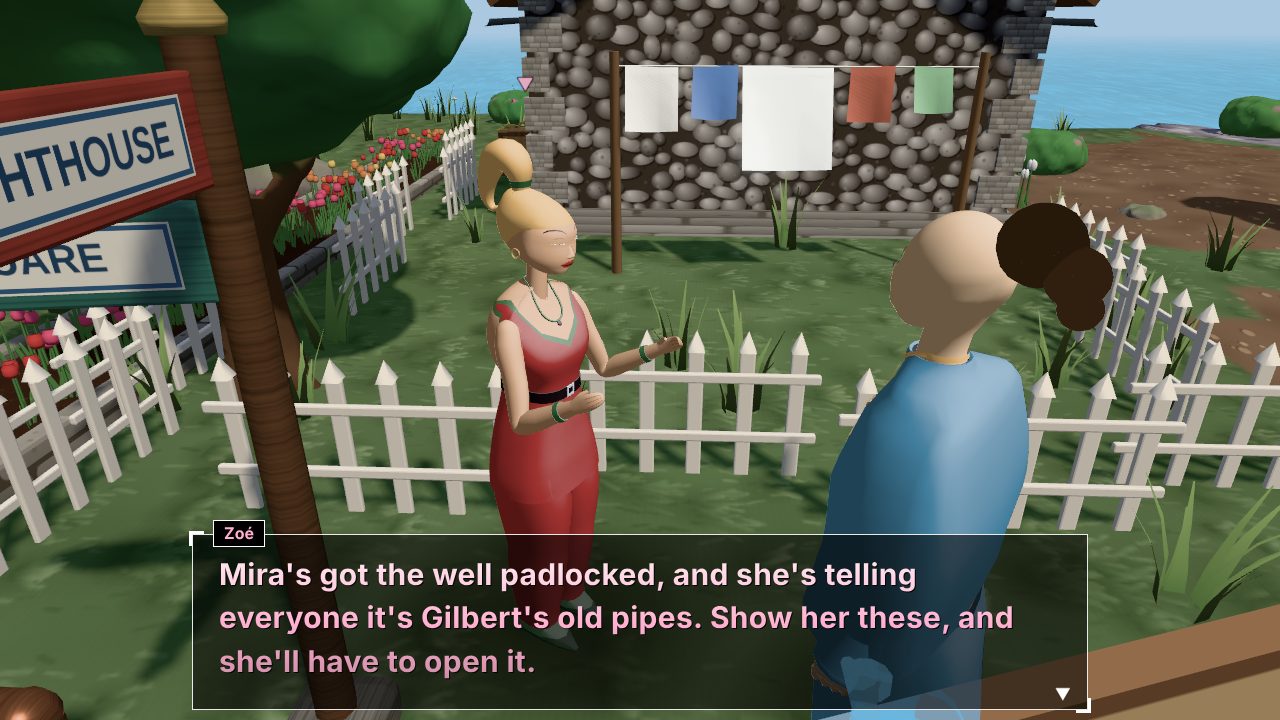 HTHOUSE
UARE
Zoé
Mira's got the well padlocked, and she's telling
everyone it's Gilbert's old pipes. Show her these, and
she'll have to open it.